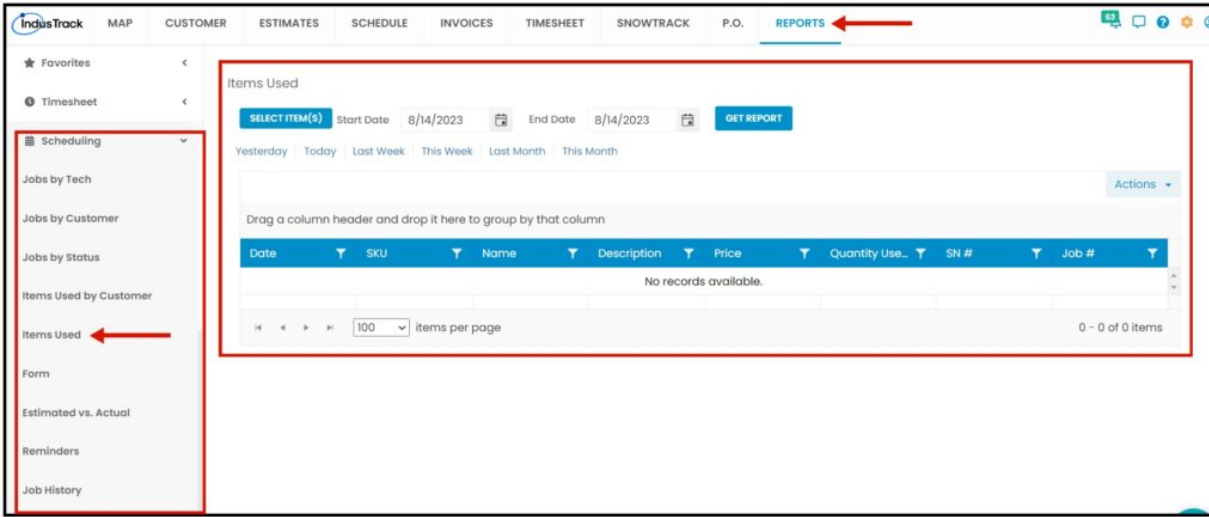 IndusTrack MAP CUSTOMER ESTIMATES SCHEDULE INVOICES TIMESHEET SNOWTRACK P.O. REPORTS 63
Favorites
Timesheet
Scheduling
Jobs by Tech
Jobs by Customer
Jobs by Status
Items Used by Customer
Items Used
Form
Estimated vs. Actual
Reminders
Job History
Items Used
SELECT ITEM(S) Start Date 8/14/2023 End Date 8/14/2023 GET REPORT
Yesterday Today Last Week This Week Last Month This Month
Actions
Drag a column header and drop it here to group by that column
Date SKU Name Description Price Quantity Use... SN # Job #
No records available.
100 items per page 0 - 0 of 0 items